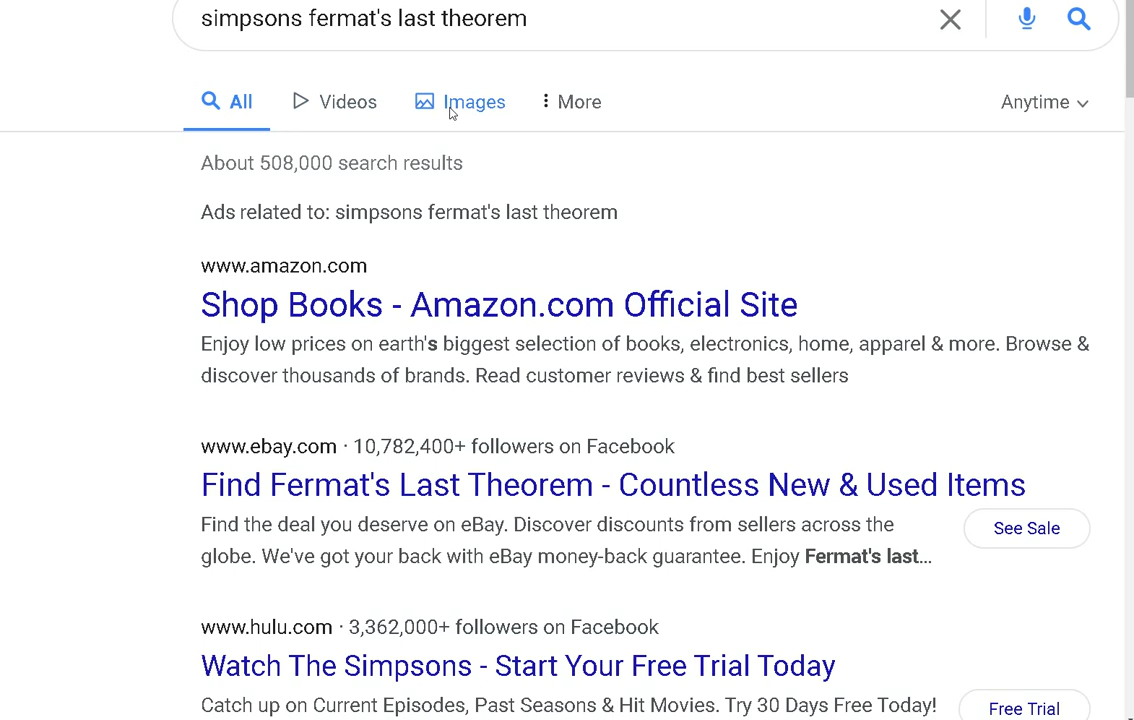 simpsons fermat's last theorem
All Videos Images More Anytime
About 508,000 search results
Ads related to: simpsons fermat's last theorem
www.amazon.com
Shop Books - Amazon.com Official Site
Enjoy low prices on earth's biggest selection of books, electronics, home, apparel & more. Browse &
discover thousands of brands. Read customer reviews & find best sellers
www.ebay.com · 10,782,400+ followers on Facebook
Find Fermat's Last Theorem - Countless New & Used Items
Find the deal you deserve on eBay. Discover discounts from sellers across the
See Sale
globe. We've got your back with eBay money-back guarantee. Enjoy Fermat's last...
www.hulu.com · 3,362,000+ followers on Facebook
Watch The Simpsons - Start Your Free Trial Today
Catch up on Current Episodes, Past Seasons & Hit Movies. Try 30 Days Free Today!
Free Trial